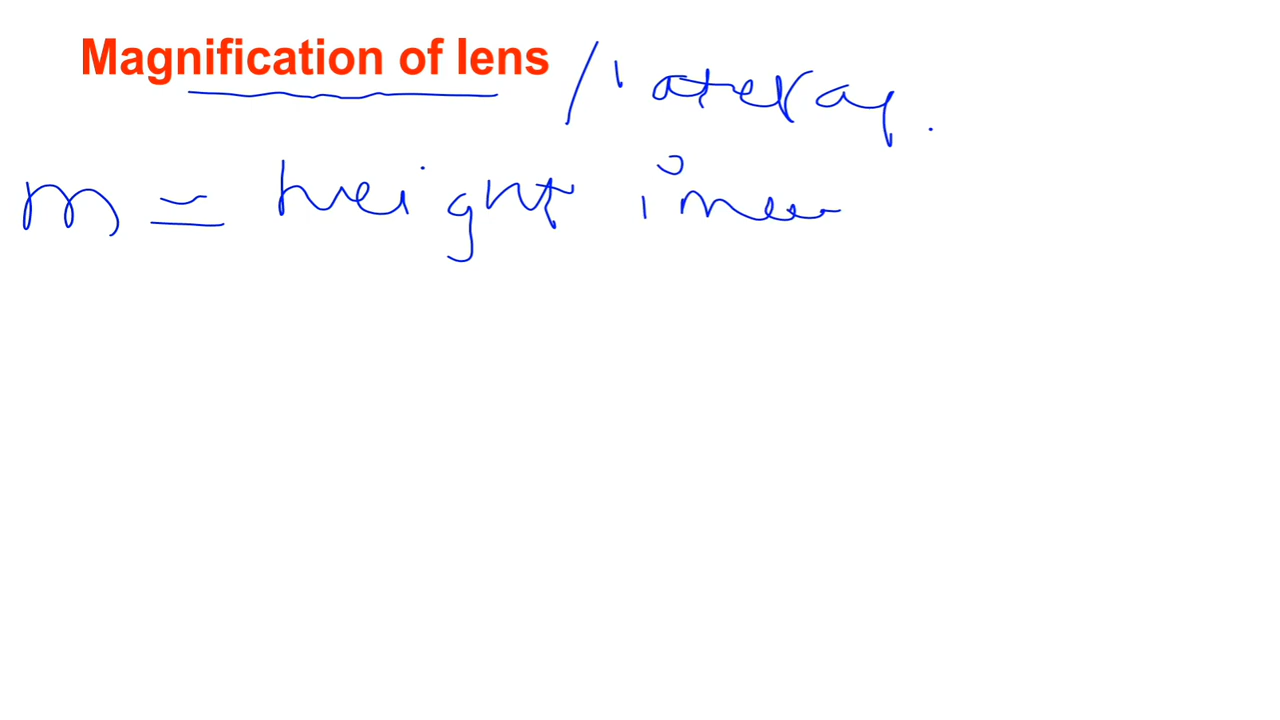 Magnification of lens / lateral
m = height